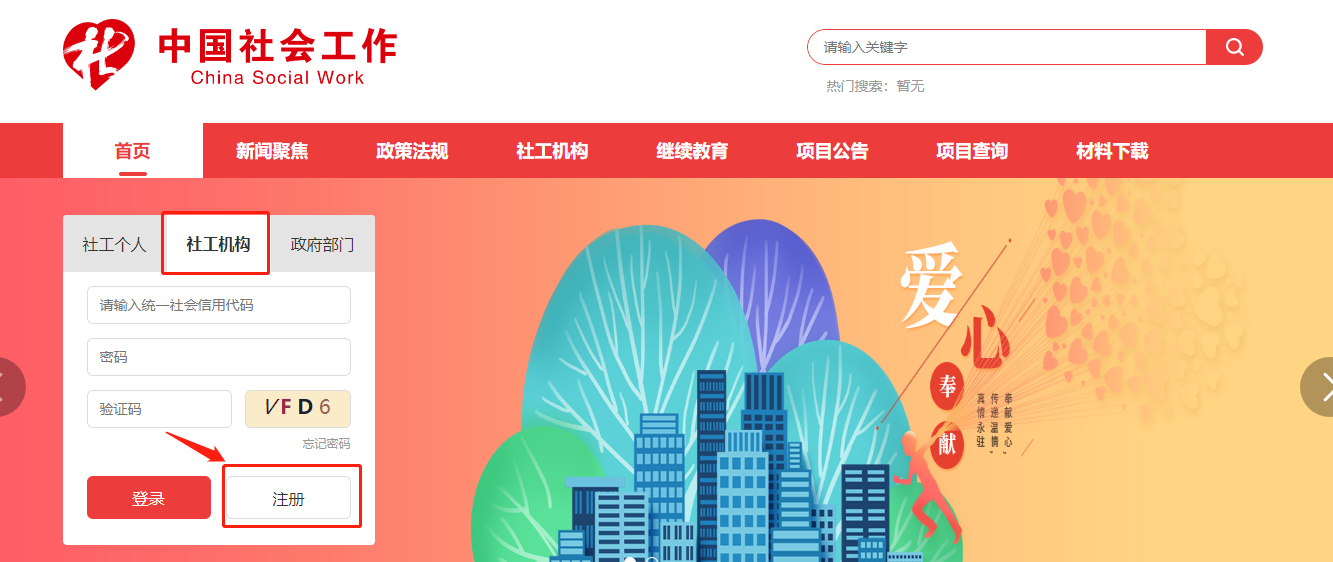 中国社会工作
China Social Work
请输入关键字
热门搜索：暂无
首页 新闻聚焦 政策法规 社工机构 继续教育 项目公告 项目查询 材料下载
社工个人 社工机构 政府部门
请输入统一社会信用代码
密码
验证码 VFD6
忘记密码
登录 注册
爱
心
奉
献
奉献爱心，
传递温情，
真情永驻